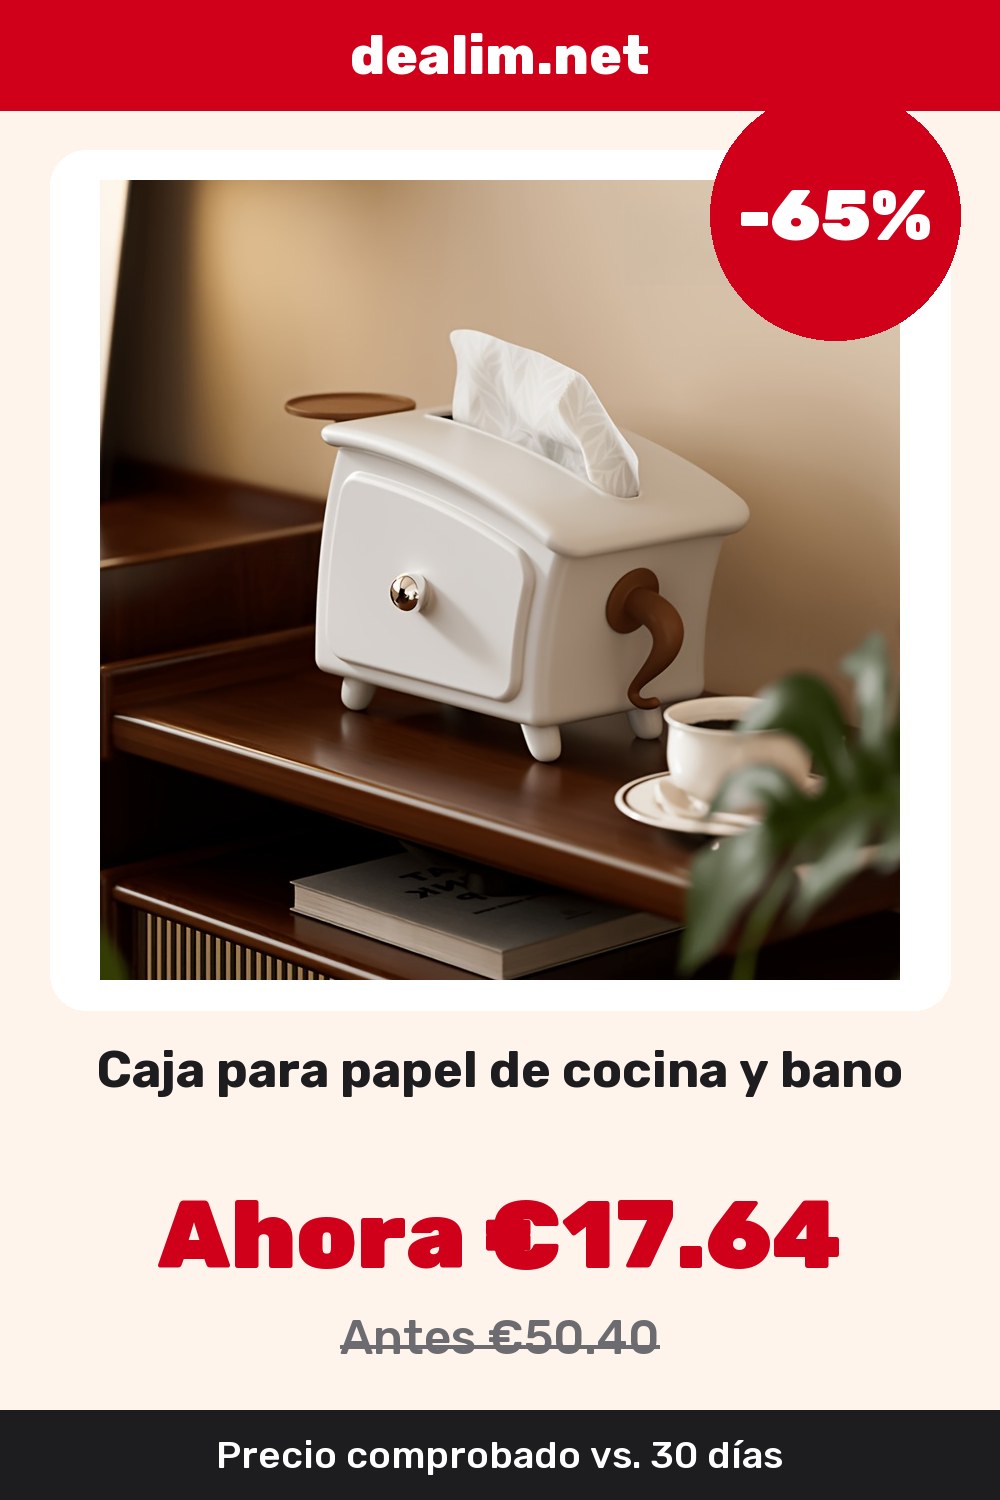 dealim.net
-65%
Caja para papel de cocina y bano
Ahora €17.64
Antes €50.40
Precio comprobado vs. 30 días